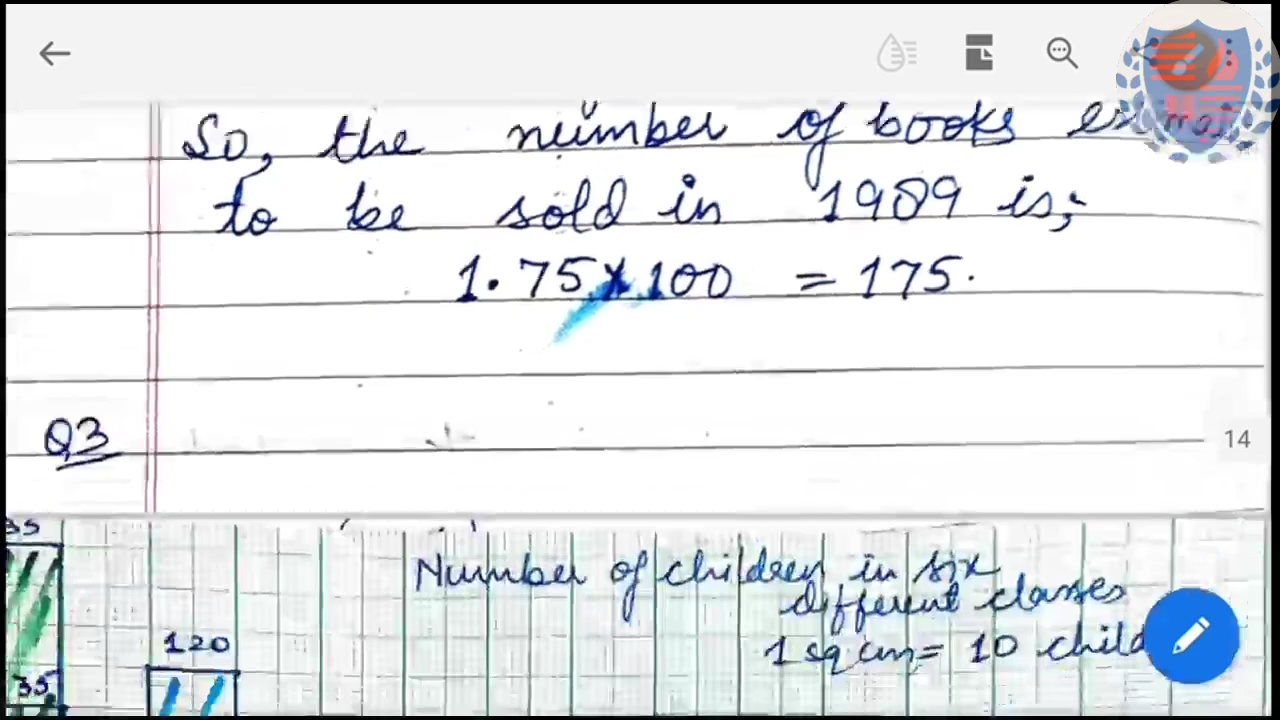 So, the number of books
to be sold in 1989 is;-
1.75 x 100 = 175.
Q3
14
35
Number of children in six
different classes
1 sq cm = 10 child
120
35